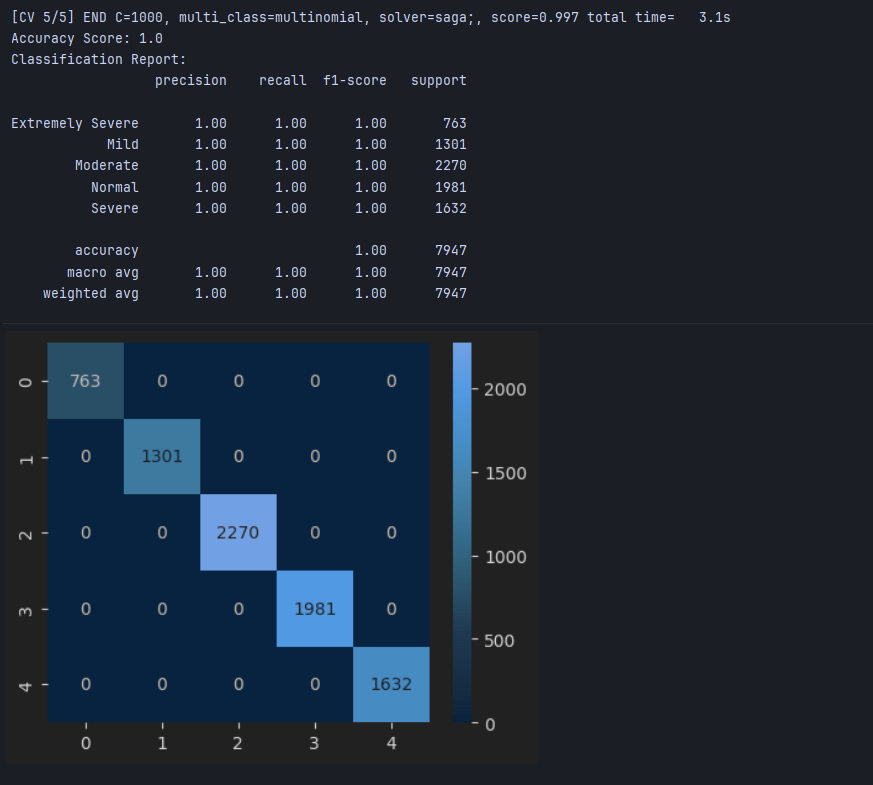 [CV 5/5] END C=1000, multi_class=multinomial, solver=saga;, score=0.997 total time=   3.1s
Accuracy Score: 1.0
Classification Report:
precision    recall  f1-score   support
Extremely Severe       1.00      1.00      1.00       763
Mild       1.00      1.00      1.00      1301
Moderate       1.00      1.00      1.00      2270
Normal       1.00      1.00      1.00      1981
Severe       1.00      1.00      1.00      1632
accuracy                           1.00      7947
macro avg       1.00      1.00      1.00      7947
weighted avg       1.00      1.00      1.00      7947
0 763 0 0 0 0
1 0 1301 0 0 0
2 0 0 2270 0 0
3 0 0 0 1981 0
4 0 0 0 0 1632
0 1 2 3 4
2000
1500
1000
500
0